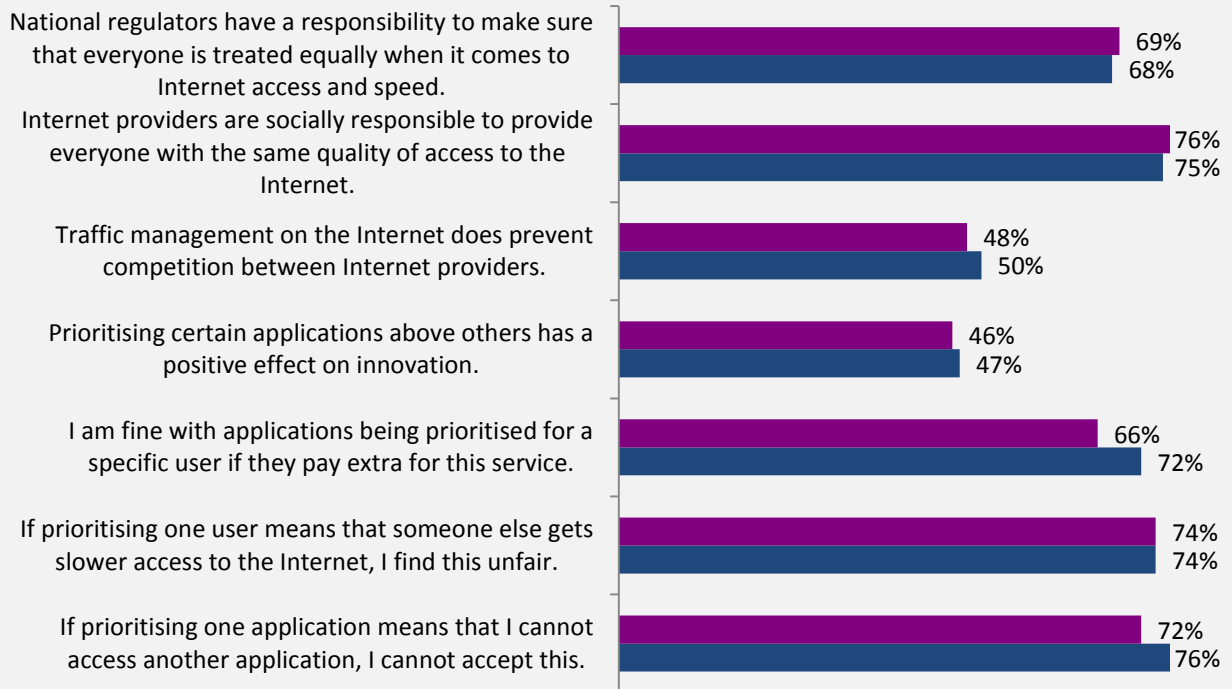 National regulators have a responsibility to make sure
that everyone is treated equally when it comes to
Internet access and speed.
69%
68%
Internet providers are socially responsible to provide
everyone with the same quality of access to the
Internet.
76%
75%
Traffic management on the Internet does prevent
competition between Internet providers.
48%
50%
Prioritising certain applications above others has a
positive effect on innovation.
46%
47%
I am fine with applications being prioritised for a
specific user if they pay extra for this service.
66%
72%
If prioritising one user means that someone else gets
slower access to the Internet, I find this unfair.
74%
74%
If prioritising one application means that I cannot
access another application, I cannot accept this.
72%
76%